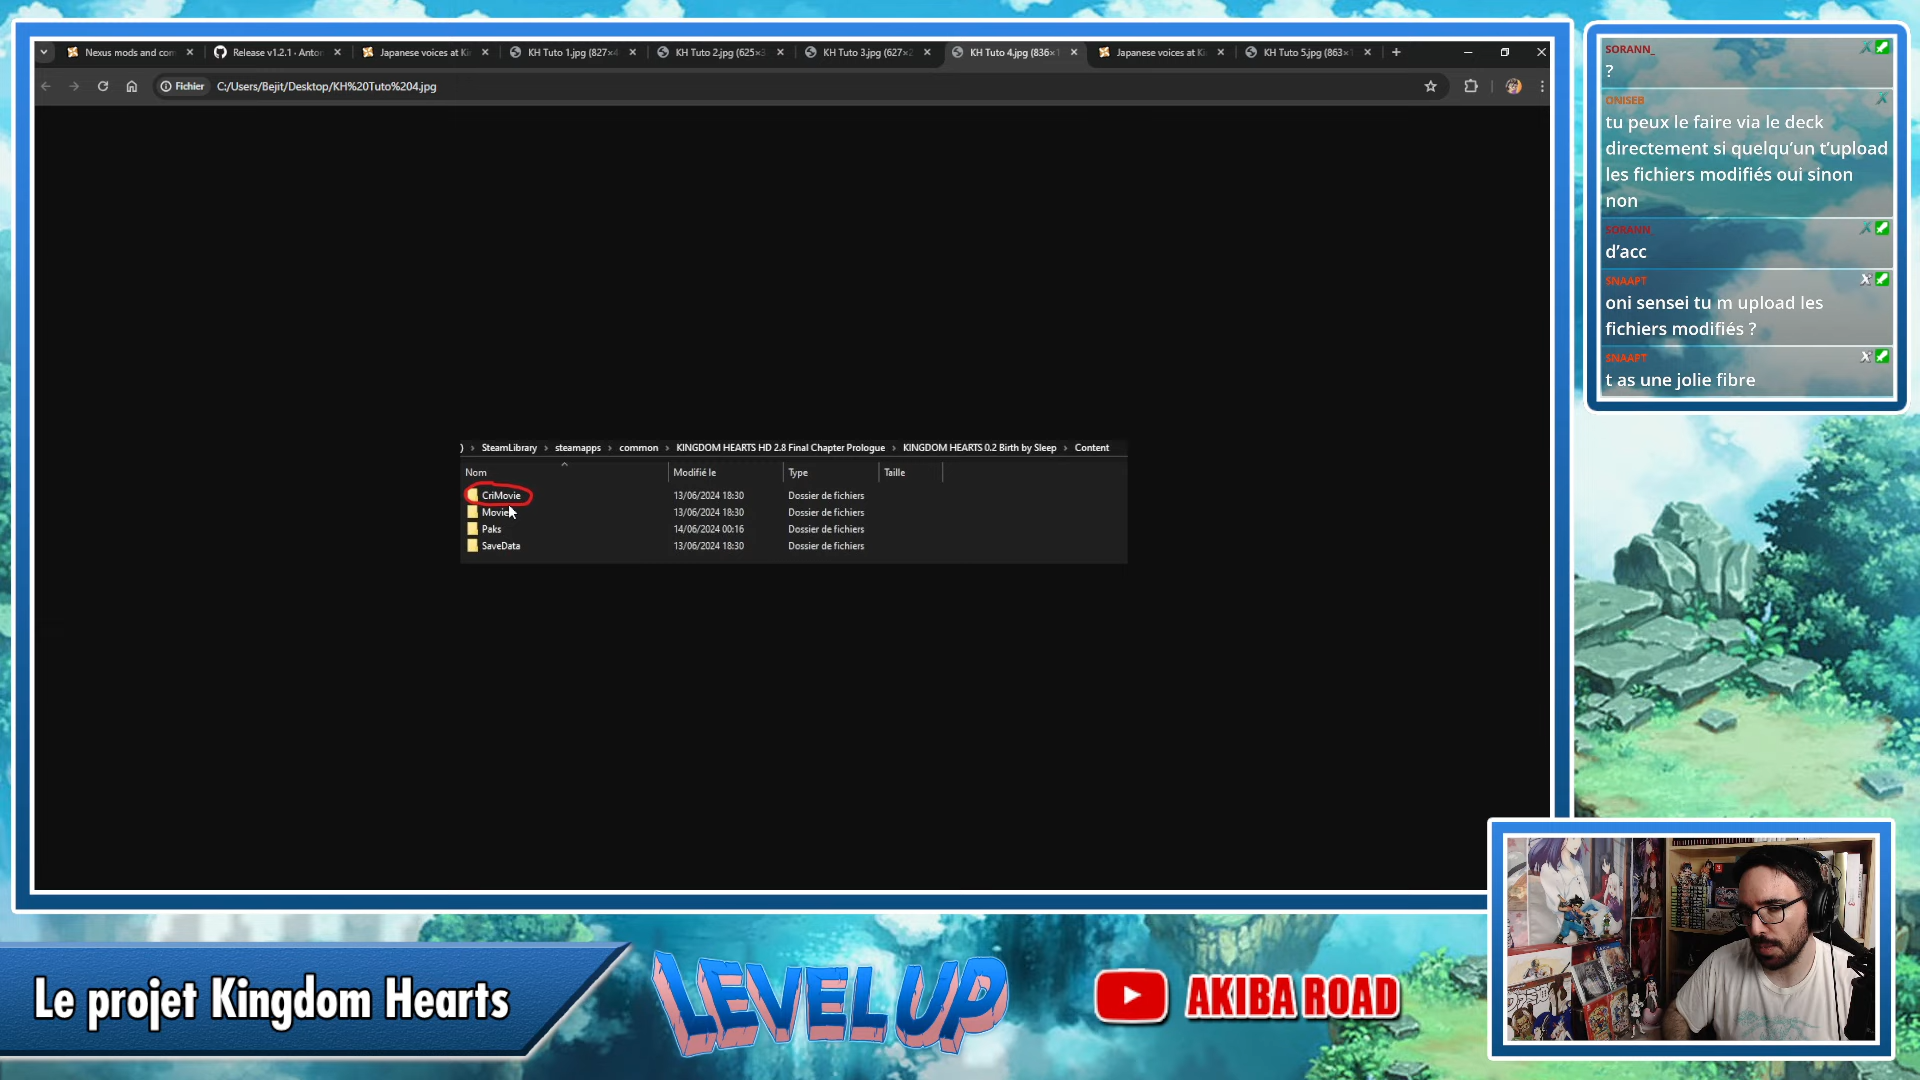 Nexus mods and con
Release v1.2.1 · Anton
Japanese voices at Ki
KH Tuto 1.jpg (827×4
KH Tuto 2.jpg (625×3
KH Tuto 3.jpg (627×2
KH Tuto 4.jpg (836×1
Japanese voices at Ki
KH Tuto 5.jpg (863×1
Fichier
C:/Users/Bejit/Desktop/KH%20Tuto%204.jpg
) › SteamLibrary › steamapps › common › KINGDOM HEARTS HD 2.8 Final Chapter Prologue › KINGDOM HEARTS 0.2 Birth by Sleep › Content
Nom Modifié le Type Taille
CriMovie 13/06/2024 18:30 Dossier de fichiers
Movie 13/06/2024 18:30 Dossier de fichiers
Paks 14/06/2024 00:16 Dossier de fichiers
SaveData 13/06/2024 18:30 Dossier de fichiers
SORANN_
?
ONISEB
tu peux le faire via le deck
directement si quelqu'un t'upload
les fichiers modifiés oui sinon
non
SORANN_
d'acc
SNAAPT
oni sensei tu m upload les
fichiers modifiés ?
SNAAPT
t as une jolie fibre
Le projet Kingdom Hearts
LEVEL UP
AKIBA ROAD